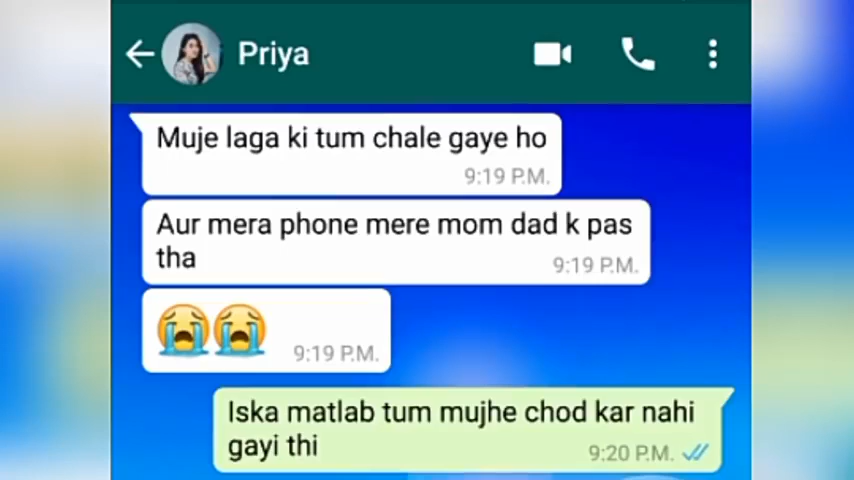 Priya
Muje laga ki tum chale gaye ho
9:19 P.M.
Aur mera phone mere mom dad k pas
tha
9:19 P.M.
😭😭
9:19 P.M.
Iska matlab tum mujhe chod kar nahi
gayi thi
9:20 P.M.